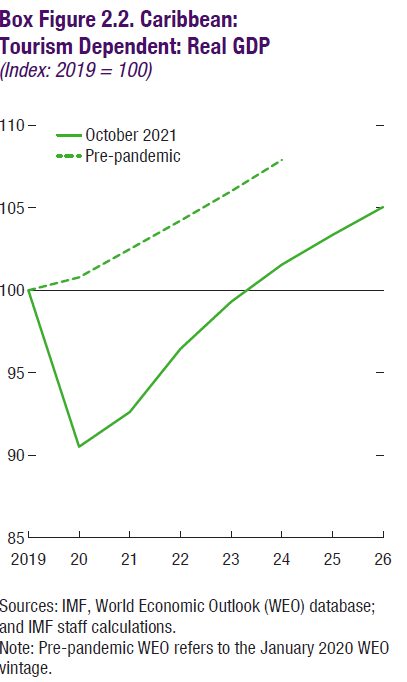 Box Figure 2.2. Caribbean:
Tourism Dependent: Real GDP
(Index: 2019 = 100)
110
October 2021
Pre-pandemic
105
100
95
90
85
2019 20 21 22 23 24 25 26
Sources: IMF, World Economic Outlook (WEO) database;
and IMF staff calculations.
Note: Pre-pandemic WEO refers to the January 2020 WEO
vintage.